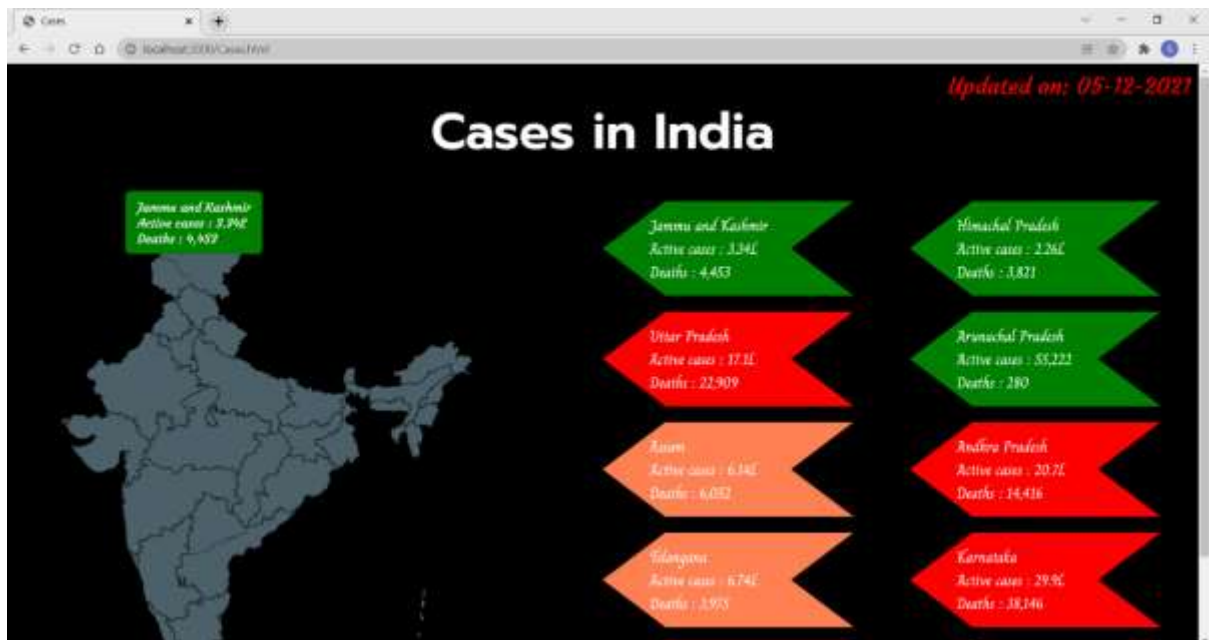 Cases
localhost:3000/Cases.html
Updated on: 05-12-2021
Cases in India
Jammu and Kashmir
Active cases : 3.34L
Deaths : 4,453
Jammu and Kashmir
Active cases : 3.34L
Deaths : 4,453
Himachal Pradesh
Active cases : 2.26L
Deaths : 3,821
Uttar Pradesh
Active cases : 17.1L
Deaths : 22,909
Arunachal Pradesh
Active cases : 55,222
Deaths : 280
Assam
Active cases : 6.14L
Deaths : 6,052
Andhra Pradesh
Active cases : 20.7L
Deaths : 14,416
Telangana
Active cases : 6.74L
Deaths : 3,975
Karnataka
Active cases : 29.9L
Deaths : 38,146